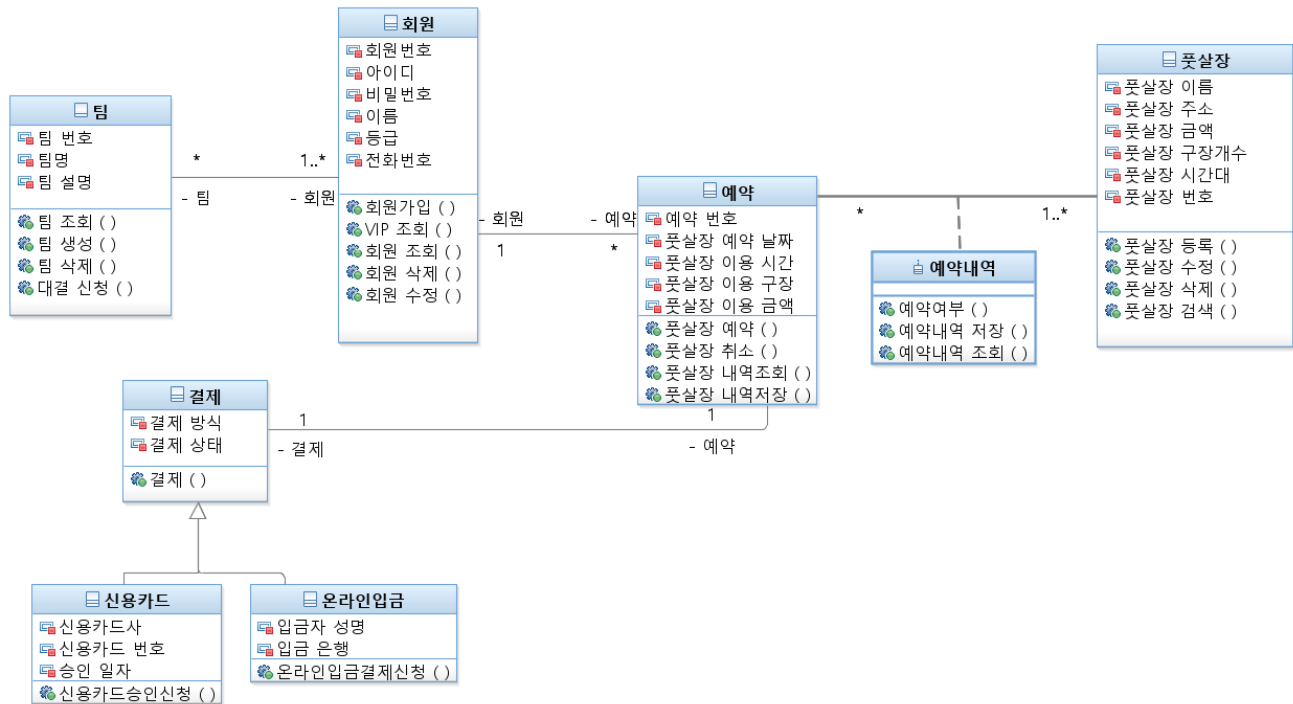 팀
팀 번호
팀명
팀 설명
팀 조회 ( )
팀 생성 ( )
팀 삭제 ( )
대결 신청 ( )
*
1..*
- 팀
- 회원
회원
회원번호
아이디
비밀번호
이름
등급
전화번호
회원가입 ( )
VIP 조회 ( )
회원 조회 ( )
회원 삭제 ( )
회원 수정 ( )
- 회원
- 예약
1
*
예약
예약 번호
풋살장 예약 날짜
풋살장 이용 시간
풋살장 이용 구장
풋살장 이용 금액
풋살장 예약 ( )
풋살장 취소 ( )
풋살장 내역조회 ( )
풋살장 내역저장 ( )
*
1..*
예약내역
예약여부 ( )
예약내역 저장 ( )
예약내역 조회 ( )
풋살장
풋살장 이름
풋살장 주소
풋살장 금액
풋살장 구장개수
풋살장 시간대
풋살장 번호
풋살장 등록 ( )
풋살장 수정 ( )
풋살장 삭제 ( )
풋살장 검색 ( )
결제
결제 방식
결제 상태
결제 ( )
1
1
- 결제
- 예약
신용카드
신용카드사
신용카드 번호
승인 일자
신용카드승인신청 ( )
온라인입금
입금자 성명
입금 은행
온라인입금결제신청 ( )